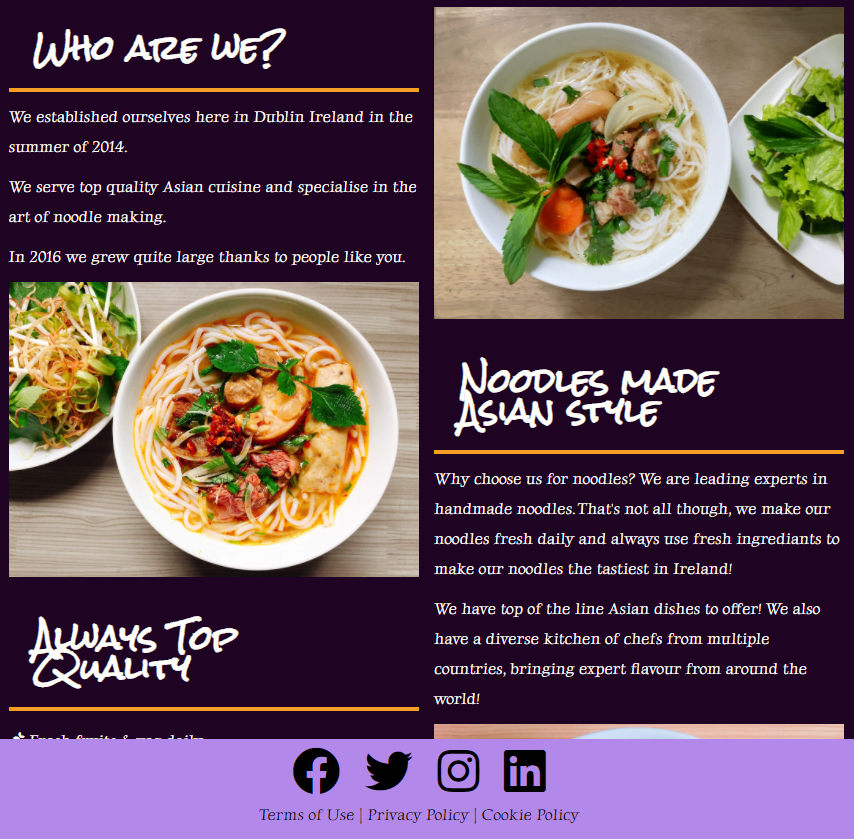 Who are we?
We established ourselves here in Dublin Ireland in the
summer of 2014.
We serve top quality Asian cuisine and specialise in the
art of noodle making.
In 2016 we grew quite large thanks to people like you.
Always Top
Quality
Fresh fruits & veg daily
Noodles made
Asian style
Why choose us for noodles? We are leading experts in
handmade noodles.That's not all though, we make our
noodles fresh daily and always use fresh ingrediants to
make our noodles the tastiest in Ireland!
We have top of the line Asian dishes to offer! We also
have a diverse kitchen of chefs from multiple
countries, bringing expert flavour from around the
world!
Terms of Use | Privacy Policy | Cookie Policy